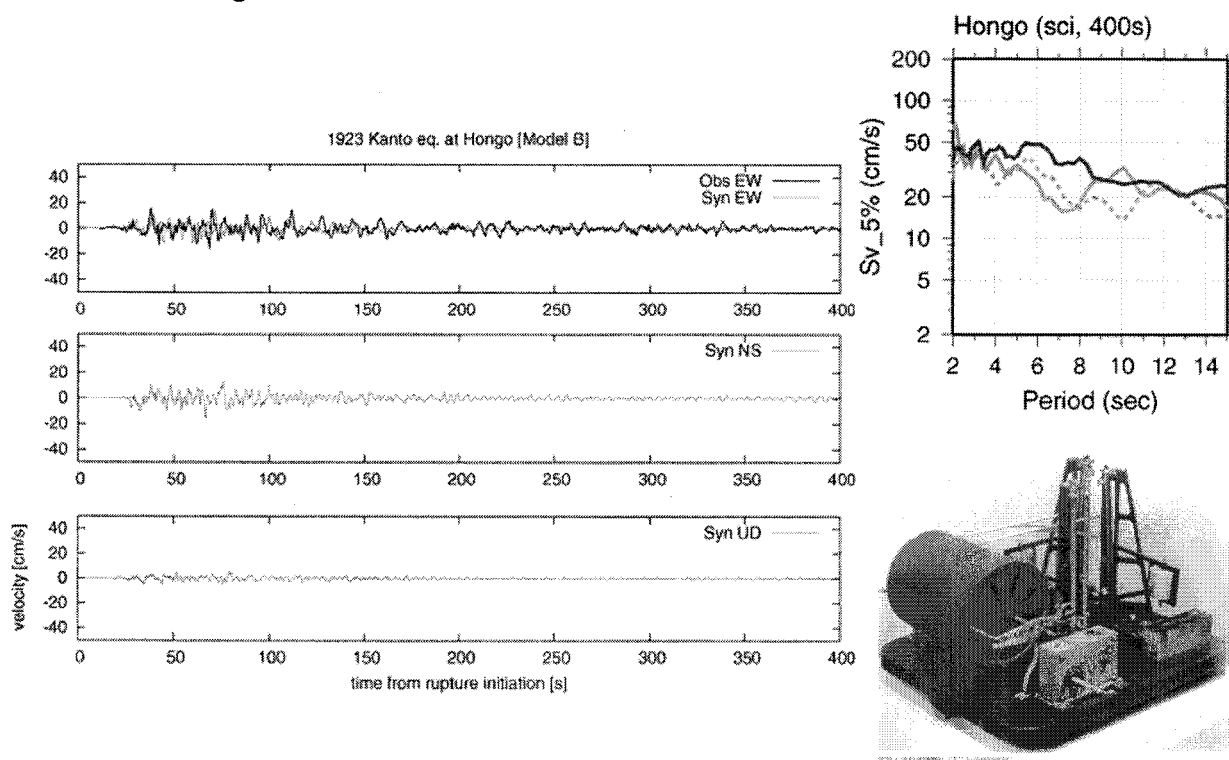 1923 Kanto eq. at Hongo [Model B]
40
20
0
-20
-40
Obs EW
Syn EW
0 50 100 150 200 250 300 350 400
40
20
0
-20
-40
Syn NS
0 50 100 150 200 250 300 350 400
velocity [cm/s]
40
20
0
-20
-40
Syn UD
0 50 100 150 200 250 300 350 400
time from rupture initiation [s]
Hongo (sci, 400s)
Sv_5% (cm/s)
200
100
50
20
10
5
2
2 4 6 8 10 12 14
Period (sec)